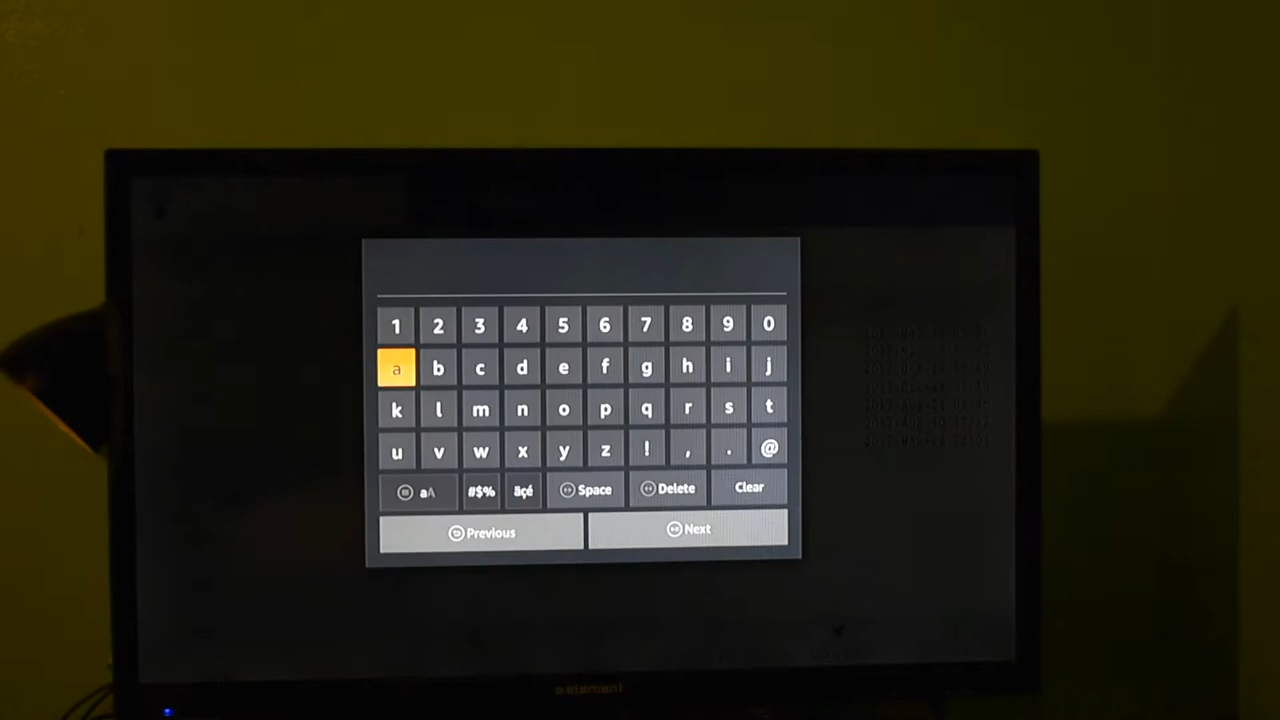 1 2 3 4 5 6 7 8 9 0
a b c d e f g h i j
k l m n o p q r s t
u v w x y z ! , . @
aA #$% äçé Space Delete Clear
Previous Next
element